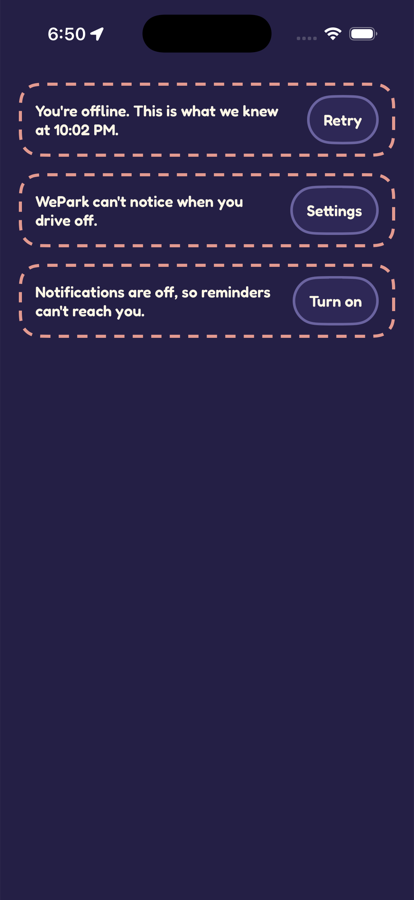 6:50
You're offline. This is what we knew
at 10:02 PM.
Retry
WePark can't notice when you
drive off.
Settings
Notifications are off, so reminders
can't reach you.
Turn on